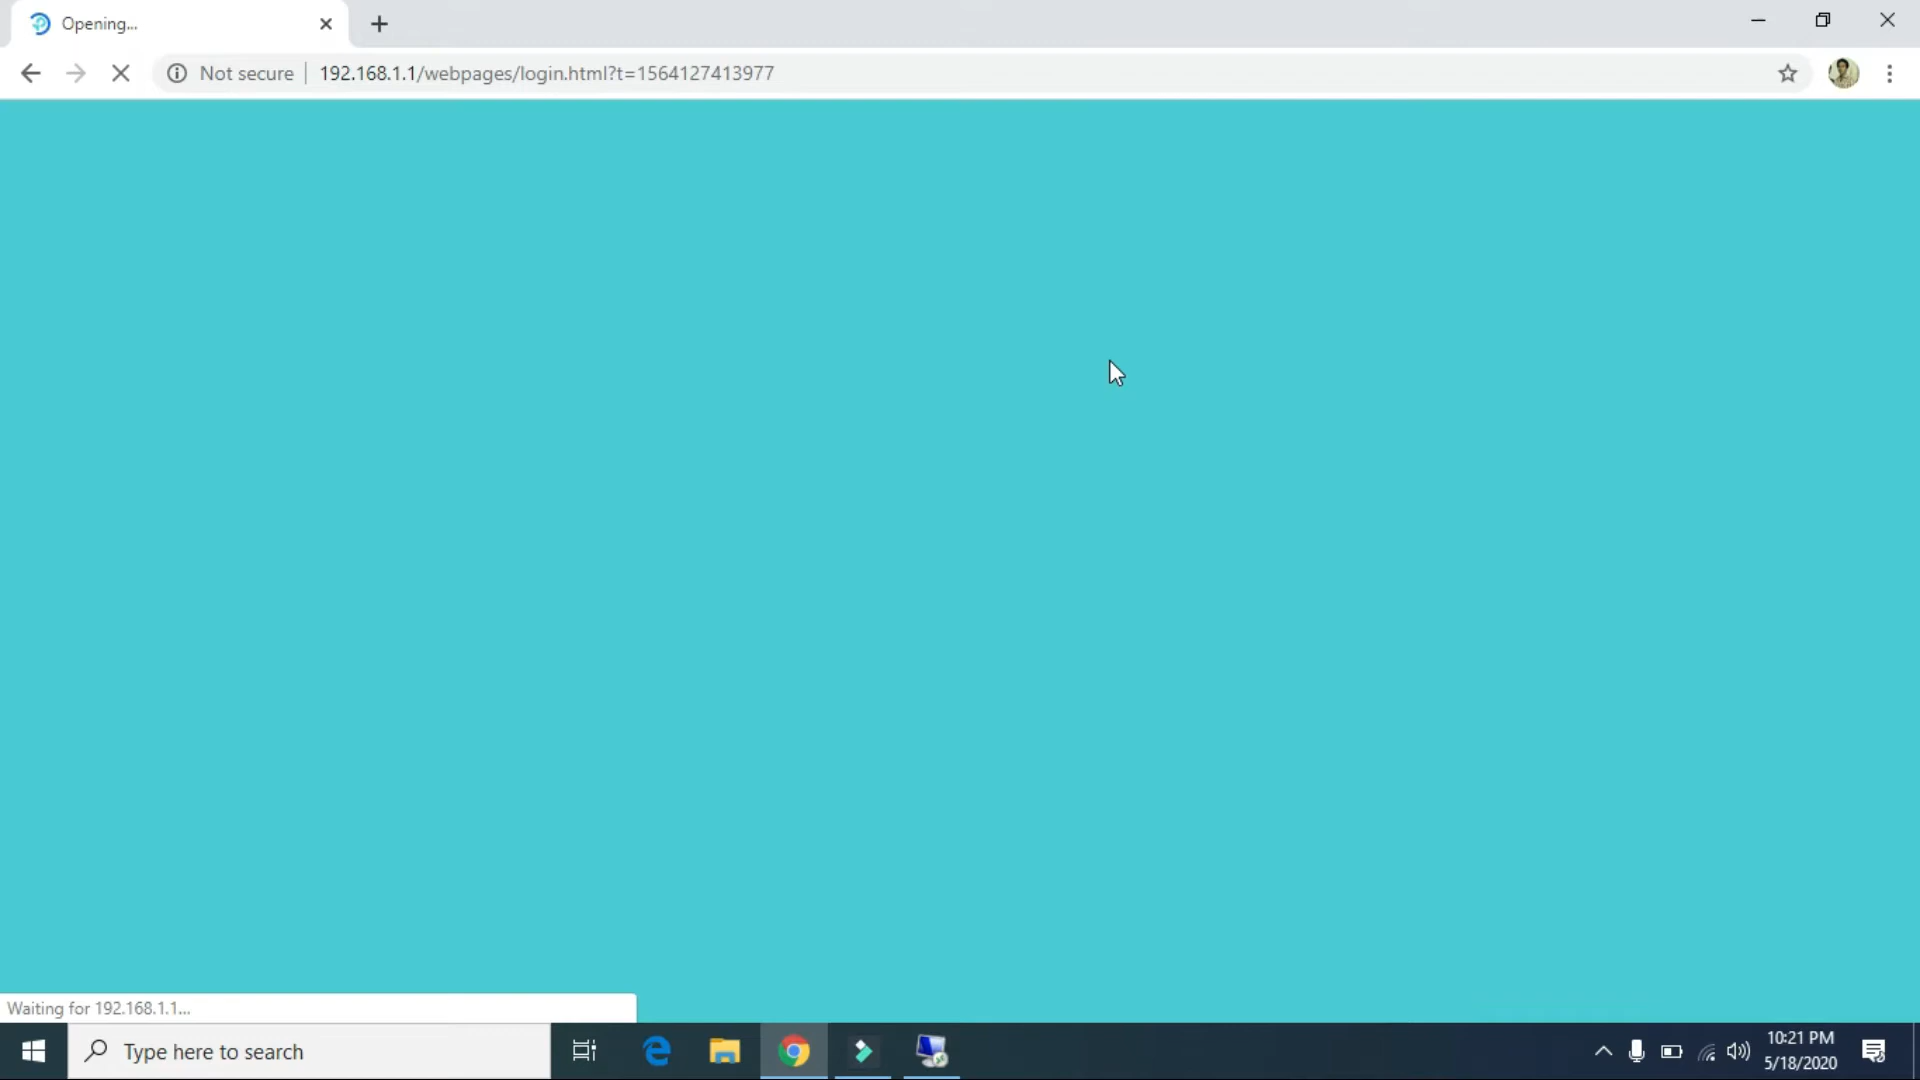 Opening...
Not secure 192.168.1.1/webpages/login.html?t=1564127413977
Waiting for 192.168.1.1...
Type here to search
10:21 PM
5/18/2020